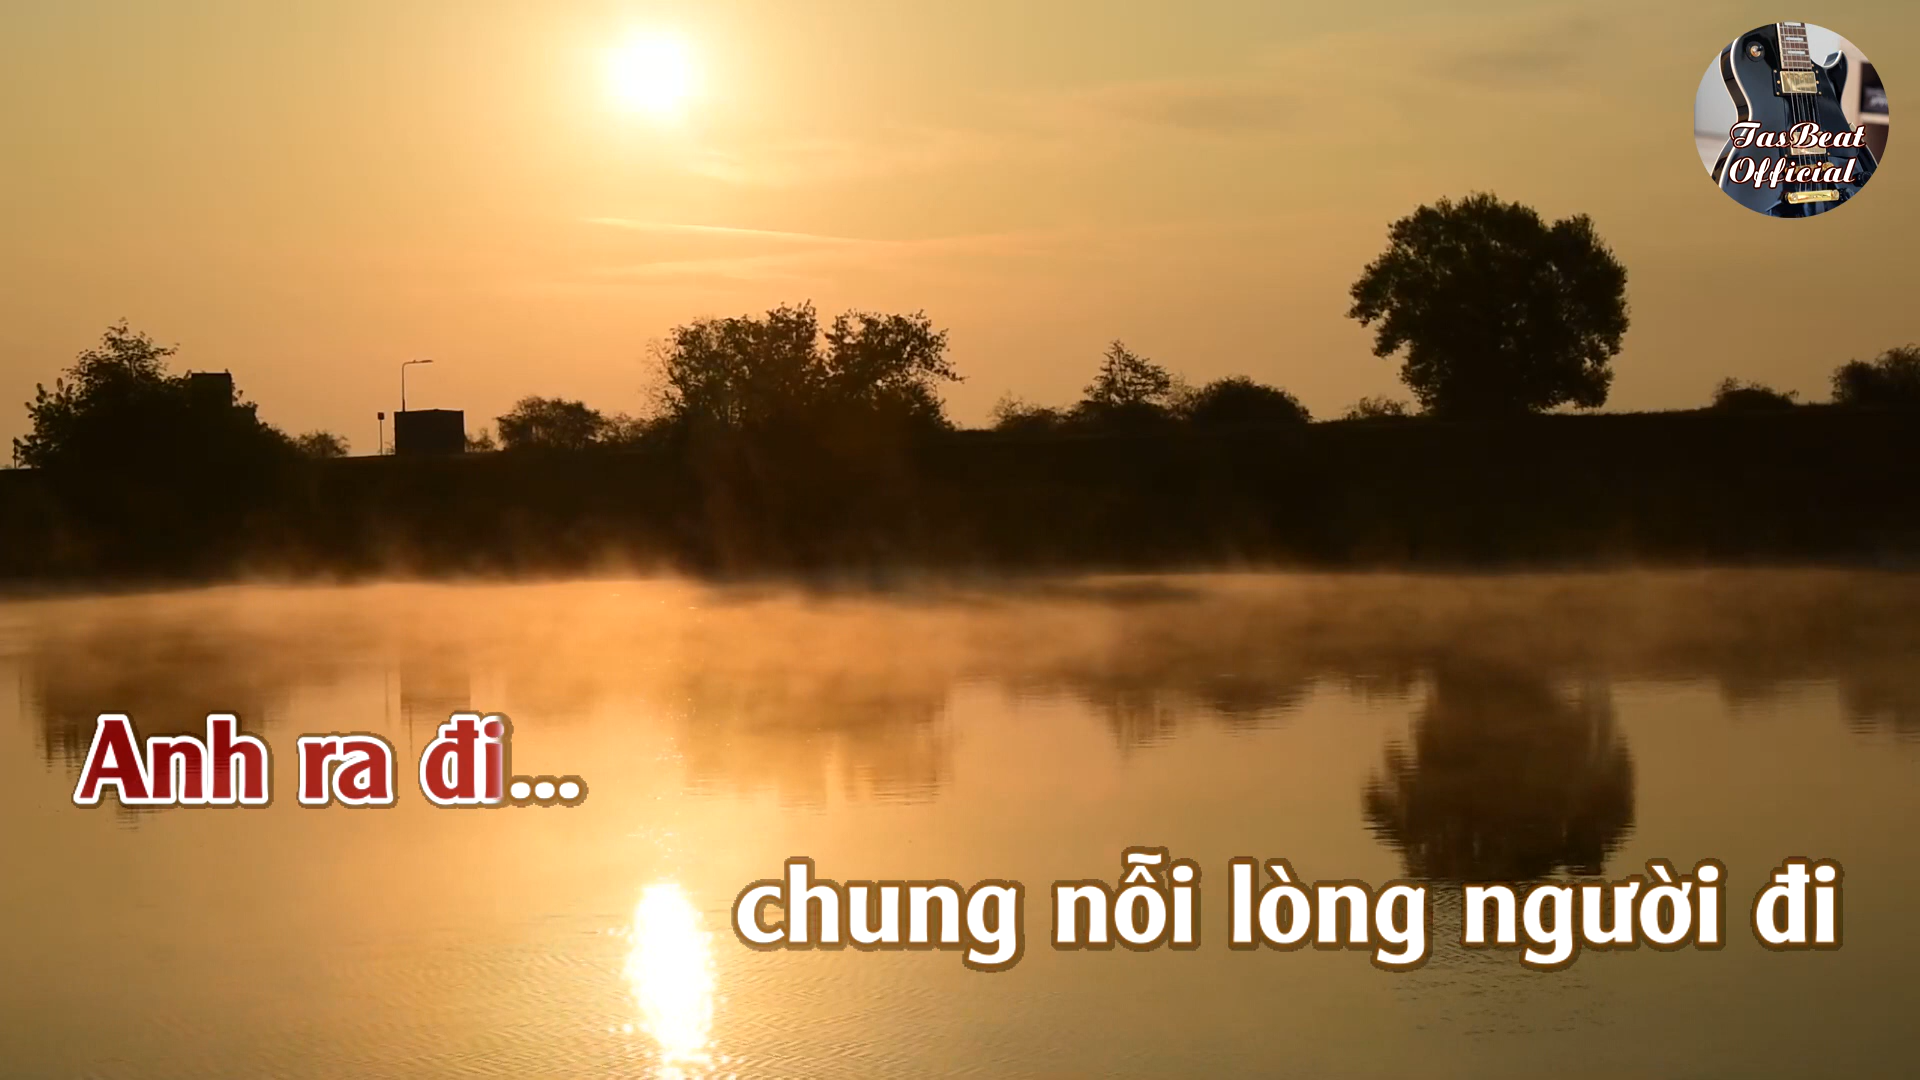 TasBeat
Official
Anh ra đi...
chung nỗi lòng người đi